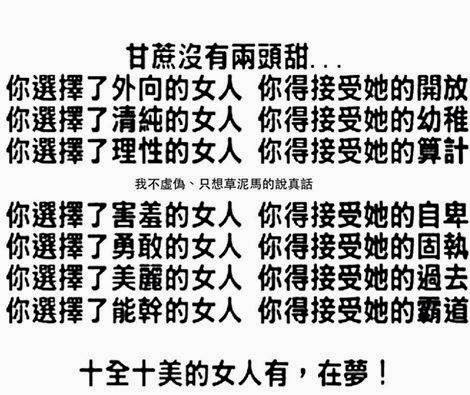 甘蔗沒有兩頭甜...
你選擇了外向的女人 你得接受她的開放
你選擇了清純的女人 你得接受她的幼稚
你選擇了理性的女人 你得接受她的算計
我不虛偽、只想草泥馬的說真話
你選擇了害羞的女人 你得接受她的自卑
你選擇了勇敢的女人 你得接受她的固執
你選擇了美麗的女人 你得接受她的過去
你選擇了能幹的女人 你得接受她的霸道
十全十美的女人有，在夢！